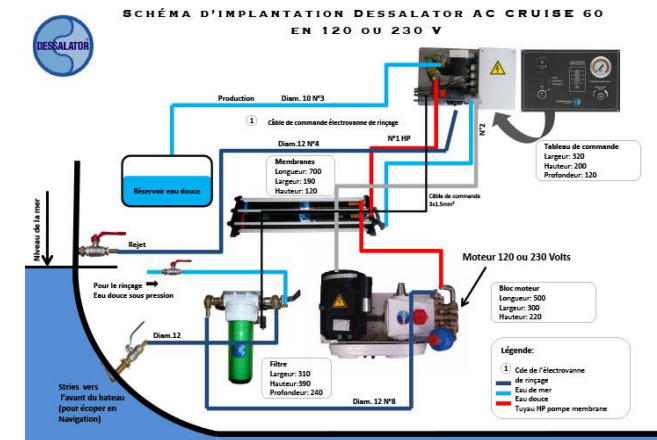 SCHÉMA D'IMPLANTATION DESSALATOR AC CRUISE 60
EN 120 OU 230 V
DESSALATOR
Production
Diam. 10 N°3
1 Câble de commande électrovanne de rinçage
Diam.12 N°4
N°1 HP
N°2
Tableau de commande
Largeur: 320
Hauteur: 200
Profondeur: 120
Membranes
Longueur: 700
Largeur: 190
Hauteur: 120
Réservoir eau douce
Câble de commande
3x1.5mm²
Niveau de la mer
Rejet
Moteur 120 ou 230 Volts
Pour le rinçage
Eau douce sous pression
Bloc moteur
Longueur: 500
Largeur: 300
Hauteur: 220
Diam.12
Légende:
1 Cde de l'électrovanne
de rinçage
Eau de mer
Eau douce
Tuyau HP pompe membrane
Filtre
Largeur: 310
Hauteur:390
Profondeur: 240
Stries vers
l'avant du bateau
(pour écoper en
Navigation)
Diam. 12 N°8